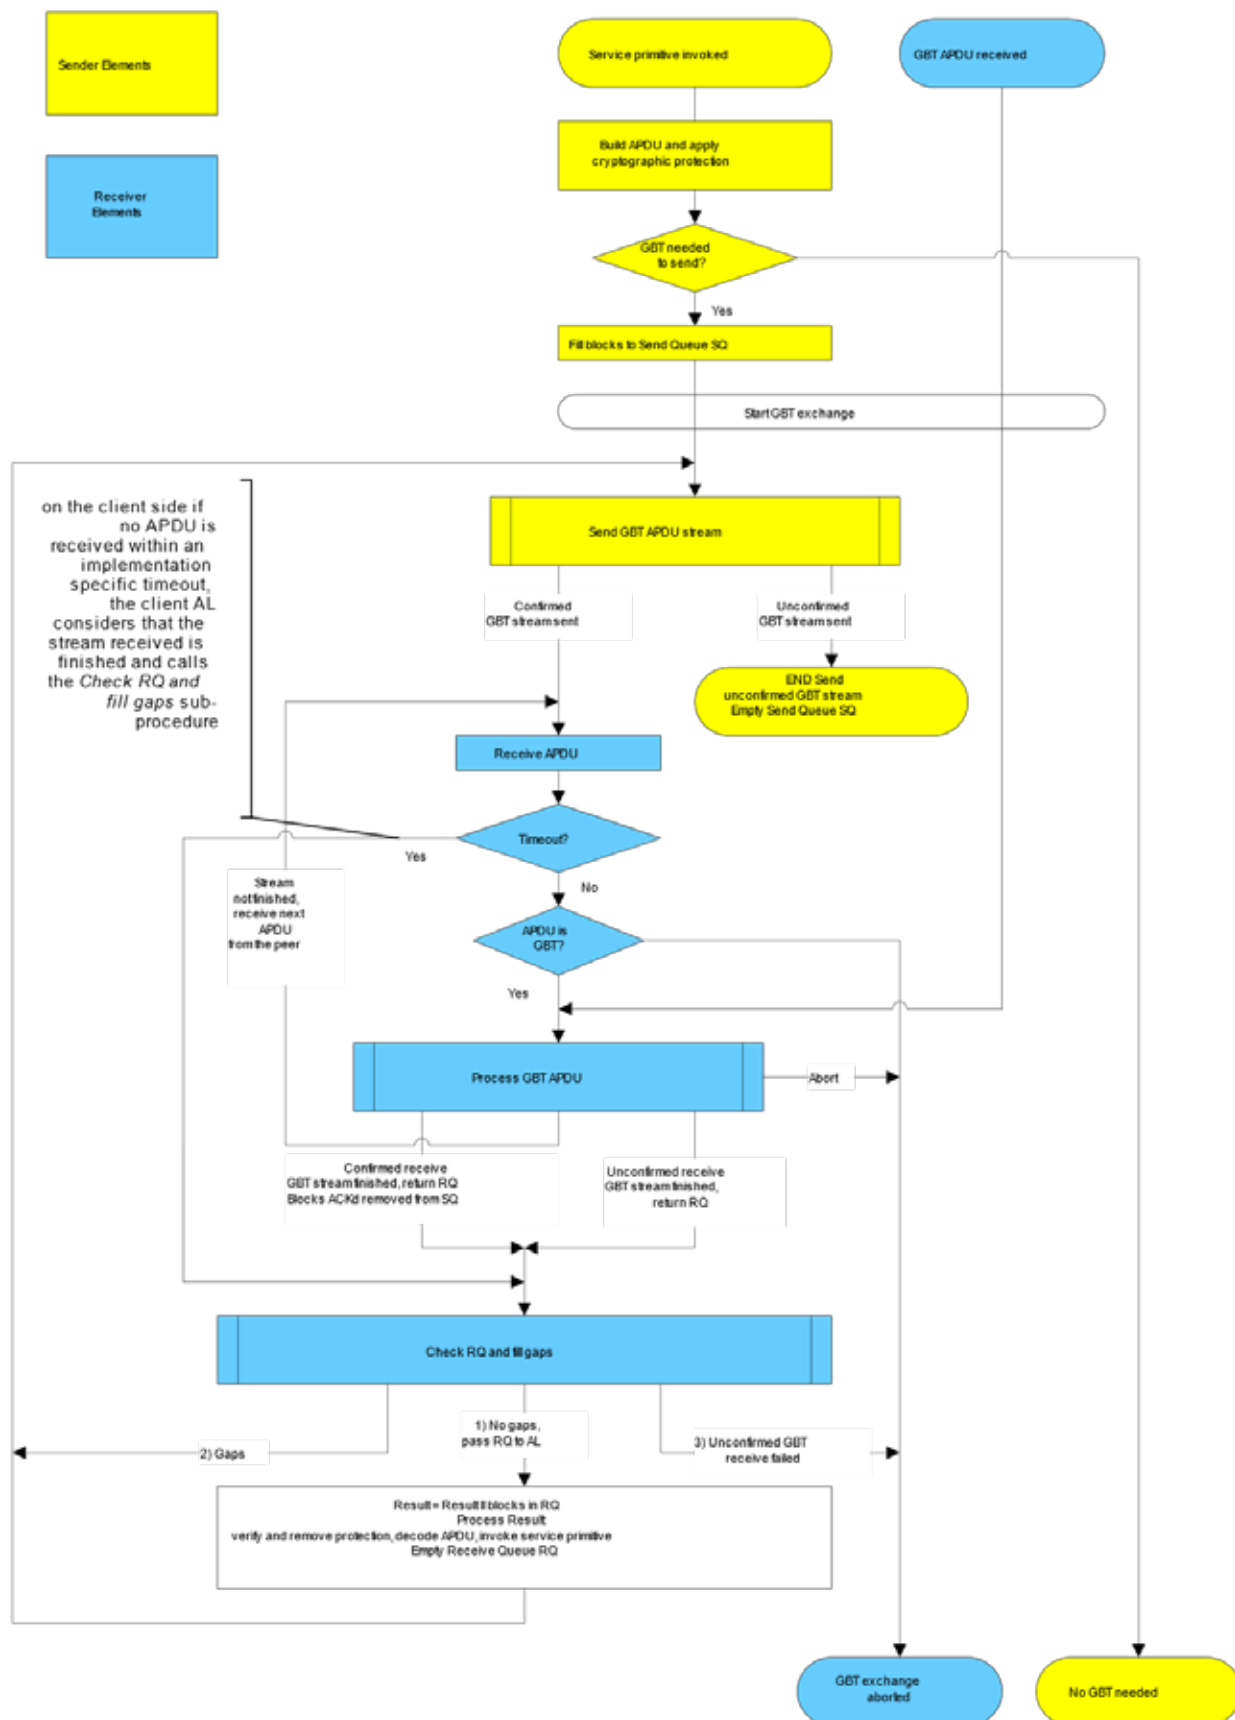 Sender Elements
Service primitive invoked
GBT APDU received
Build APDU and apply
cryptographic protection
Receiver
Elements
GBT needed
to send?
Yes
Fill blocks to Send Queue SQ
Start GBT exchange
on the client side if
no APDU is
received within an
implementation
specific timeout,
the client AL
considers that the
stream received is
finished and calls
the Check RQ and
fill gaps sub-
procedure
Send GBT APDU stream
Confirmed
GBT stream sent
Unconfirmed
GBT stream sent
END Send
unconfirmed GBT stream
Empty Send Queue SQ
Receive APDU
Timeout?
Yes
No
Stream
not finished,
receive next
APDU
from the peer
APDU is
GBT?
Yes
Process GBT APDU
Abort
Confirmed receive
GBT stream finished, return RQ
Blocks ACKd removed from SQ
Unconfirmed receive
GBT stream finished,
return RQ
Check RQ and fill gaps
1) No gaps,
pass RQ to AL
2) Gaps
3) Unconfirmed GBT
receive failed
Result = Result || blocks in RQ
Process Result:
verify and remove protection, decode APDU, invoke service primitive
Empty Receive Queue RQ
GBT exchange
aborted
No GBT needed